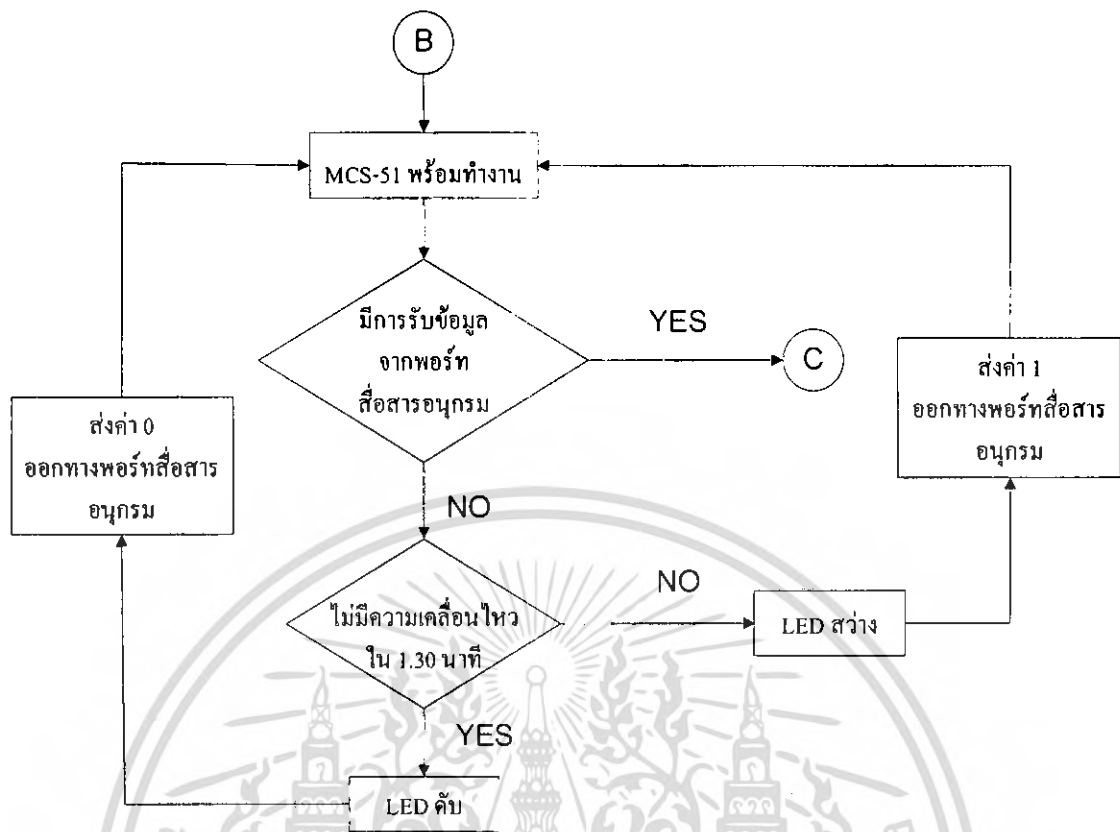 B
MCS-51 พร้อมทำงาน
มีการรับข้อมูล
จากพอร์ท
สื่อสารอนุกรม
YES
C
ส่งค่า 1
ออกทางพอร์ทสื่อสาร
อนุกรม
ส่งค่า 0
ออกทางพอร์ทสื่อสาร
อนุกรม
NO
ไม่มีความเคลื่อนไหว
ใน 1.30 นาที
NO
LED สว่าง
YES
LED ดับ